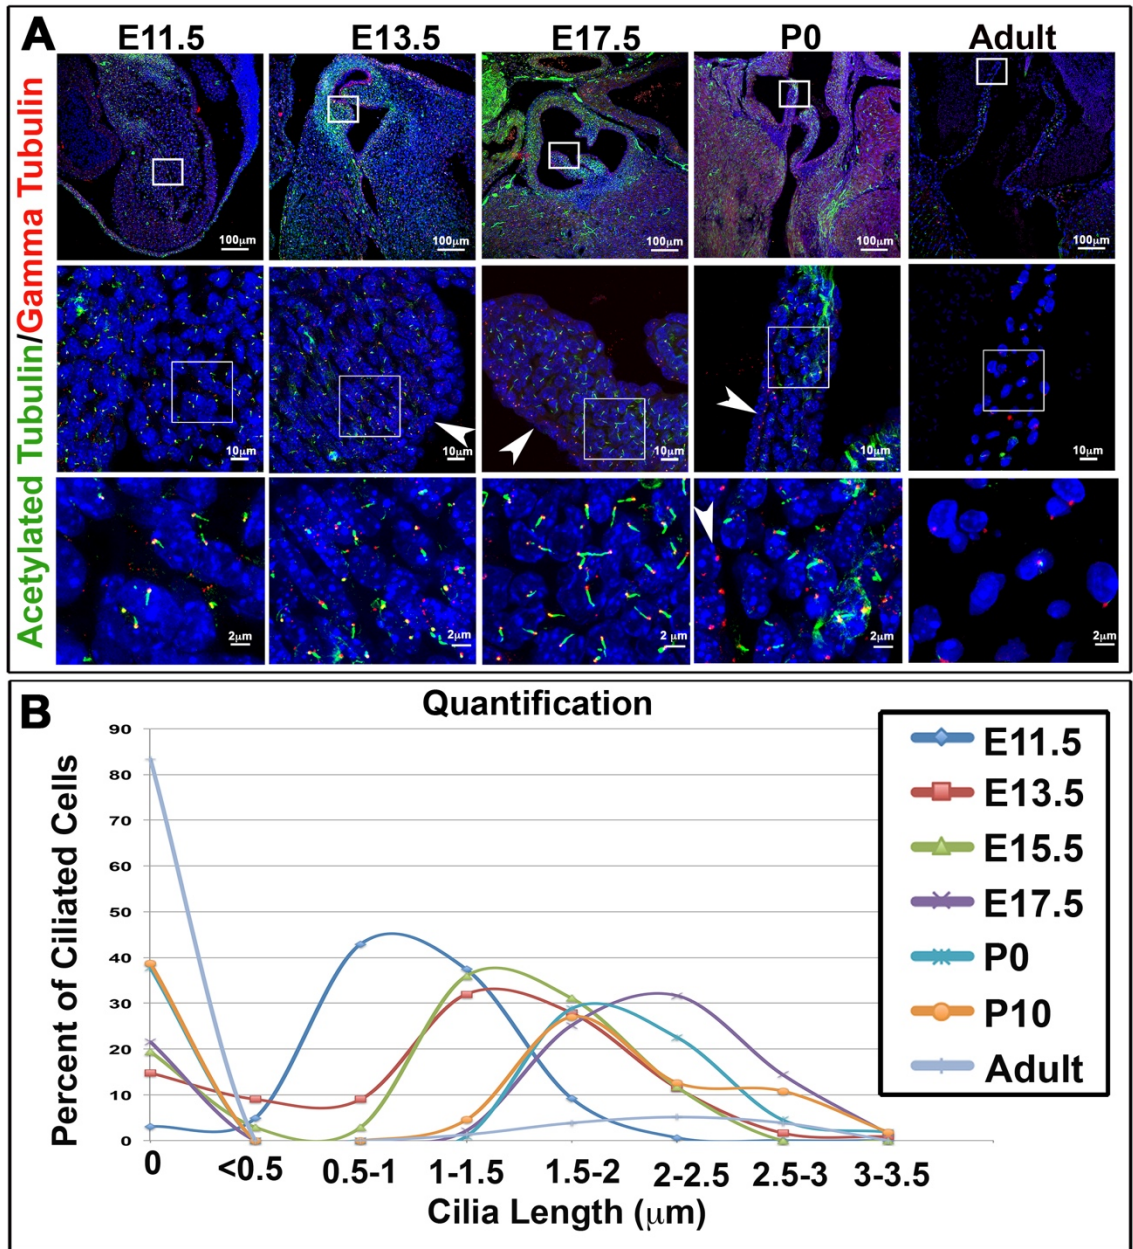 A
E11.5 E13.5 E17.5 P0 Adult
Acetylated Tubulin/Gamma Tubulin
100μm 100μm 100μm 100μm 100μm
10μm 10μm 10μm 10μm 10μm
2μm 2μm 2 μm 2μm 2μm
B
Quantification
Percent of Ciliated Cells
90
80
70
60
50
40
30
20
10
0
0 <0.5 0.5-1 1-1.5 1.5-2 2-2.5 2.5-3 3-3.5
Cilia Length (μm)
E11.5
E13.5
E15.5
E17.5
P0
P10
Adult